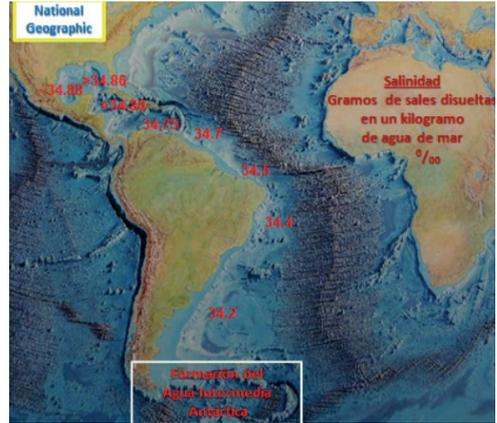 National
Geographic
>34.86
34.88
>34.80
34.75
34.7
34.5
34.4
34.2
Salinidad
Gramos de sales disueltas
en un kilogramo
de agua de mar
⁰/₀₀
Formación del
Agua Intermedia
Antártica